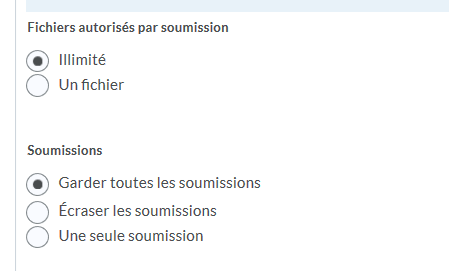 Fichiers autorisés par soumission
Illimité
Un fichier
Soumissions
Garder toutes les soumissions
Écraser les soumissions
Une seule soumission